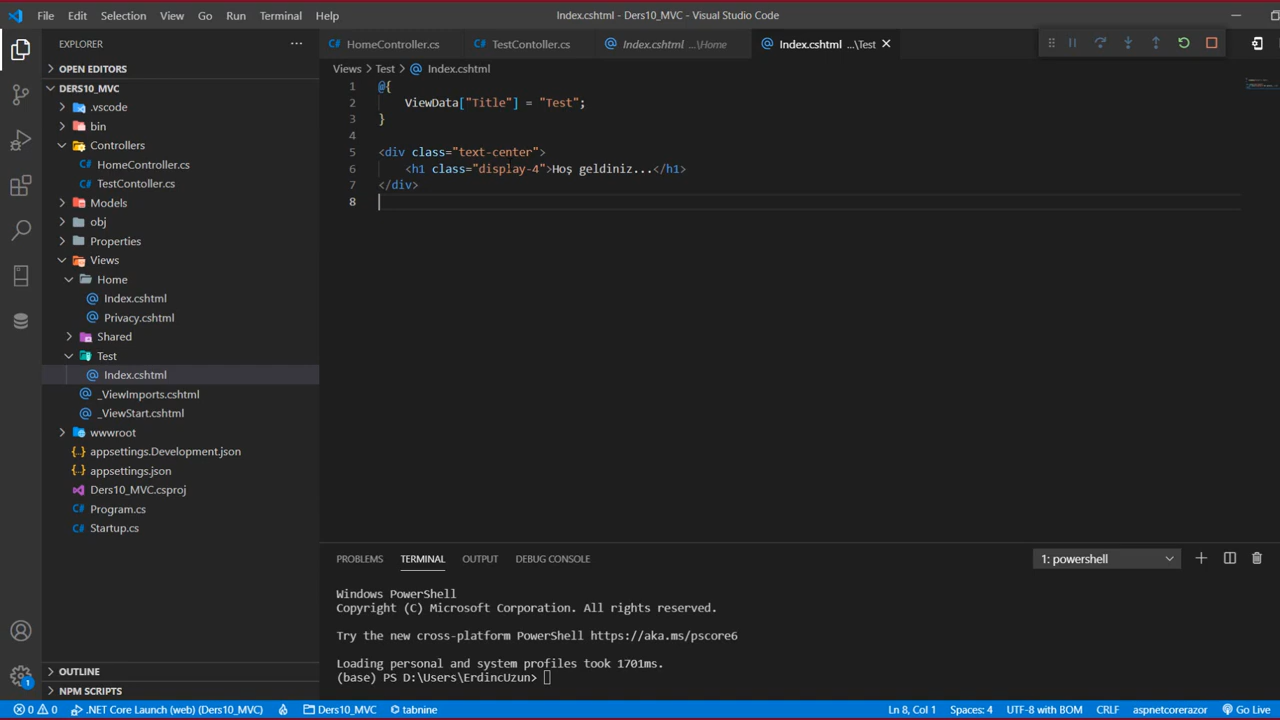 File Edit Selection View Go Run Terminal Help
Index.cshtml - Ders10_MVC - Visual Studio Code
EXPLORER
OPEN EDITORS
DERS10_MVC
.vscode
bin
Controllers
HomeController.cs
TestContoller.cs
Models
obj
Properties
Views
Home
Index.cshtml
Privacy.cshtml
Shared
Test
Index.cshtml
_ViewImports.cshtml
_ViewStart.cshtml
wwwroot
appsettings.Development.json
appsettings.json
Ders10_MVC.csproj
Program.cs
Startup.cs
OUTLINE
NPM SCRIPTS
HomeController.cs TestContoller.cs Index.cshtml ...\Home Index.cshtml ...\Test
Views > Test > Index.cshtml
1 @{
2 ViewData["Title"] = "Test";
3 }
4
5 <div class="text-center">
6 <h1 class="display-4">Hoş geldiniz...</h1>
7 </div>
8
PROBLEMS TERMINAL OUTPUT DEBUG CONSOLE
1: powershell
Windows PowerShell
Copyright (C) Microsoft Corporation. All rights reserved.
Try the new cross-platform PowerShell https://aka.ms/pscore6
Loading personal and system profiles took 1701ms.
(base) PS D:\Users\ErdincUzun>
1
0 0 .NET Core Launch (web) (Ders10_MVC) Ders10_MVC tabnine Ln 8, Col 1 Spaces: 4 UTF-8 with BOM CRLF aspnetcorerazor Go Live